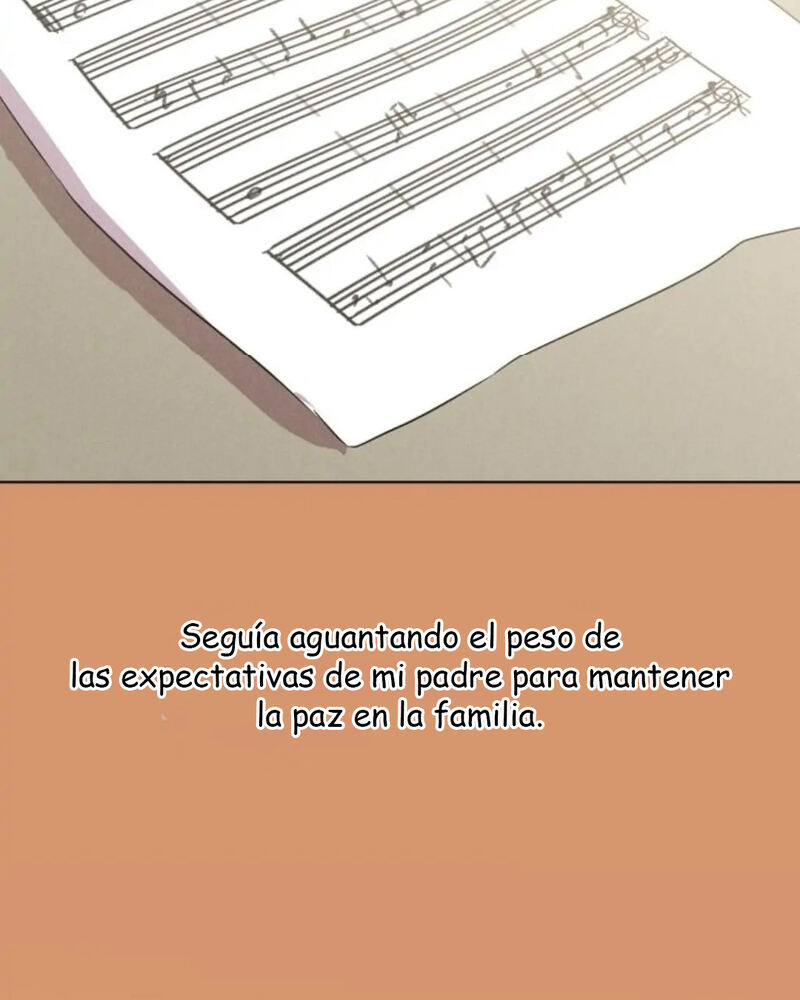 Seguía aguantando el peso de
las expectativas de mi padre para mantener
la paz en la familia.